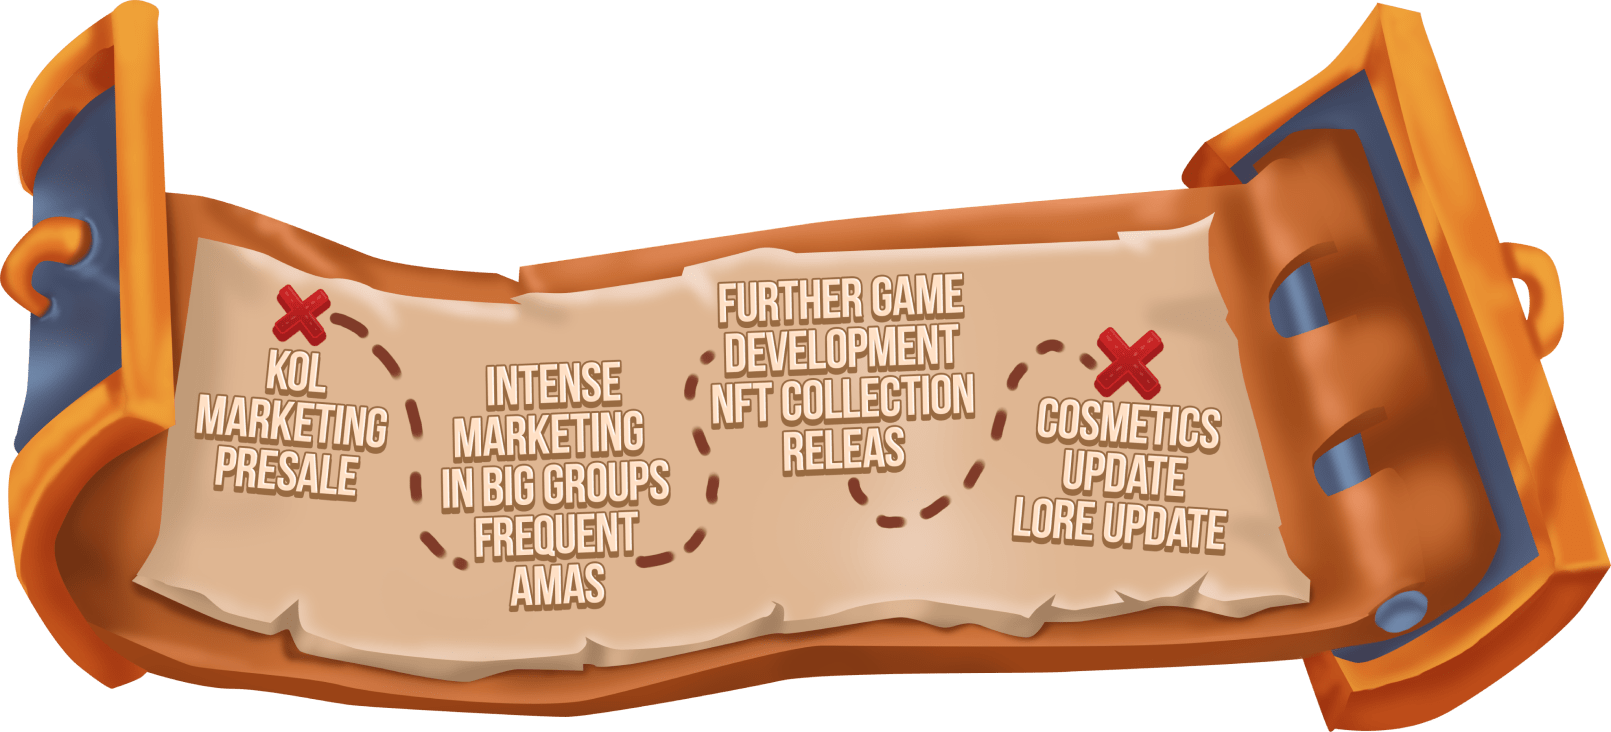 KOL
MARKETING
PRESALE
INTENSE
MARKETING
IN BIG GROUPS
FREQUENT
AMAS
FURTHER GAME
DEVELOPMENT
NFT COLLECTION
RELEAS
COSMETICS
UPDATE
LORE UPDATE